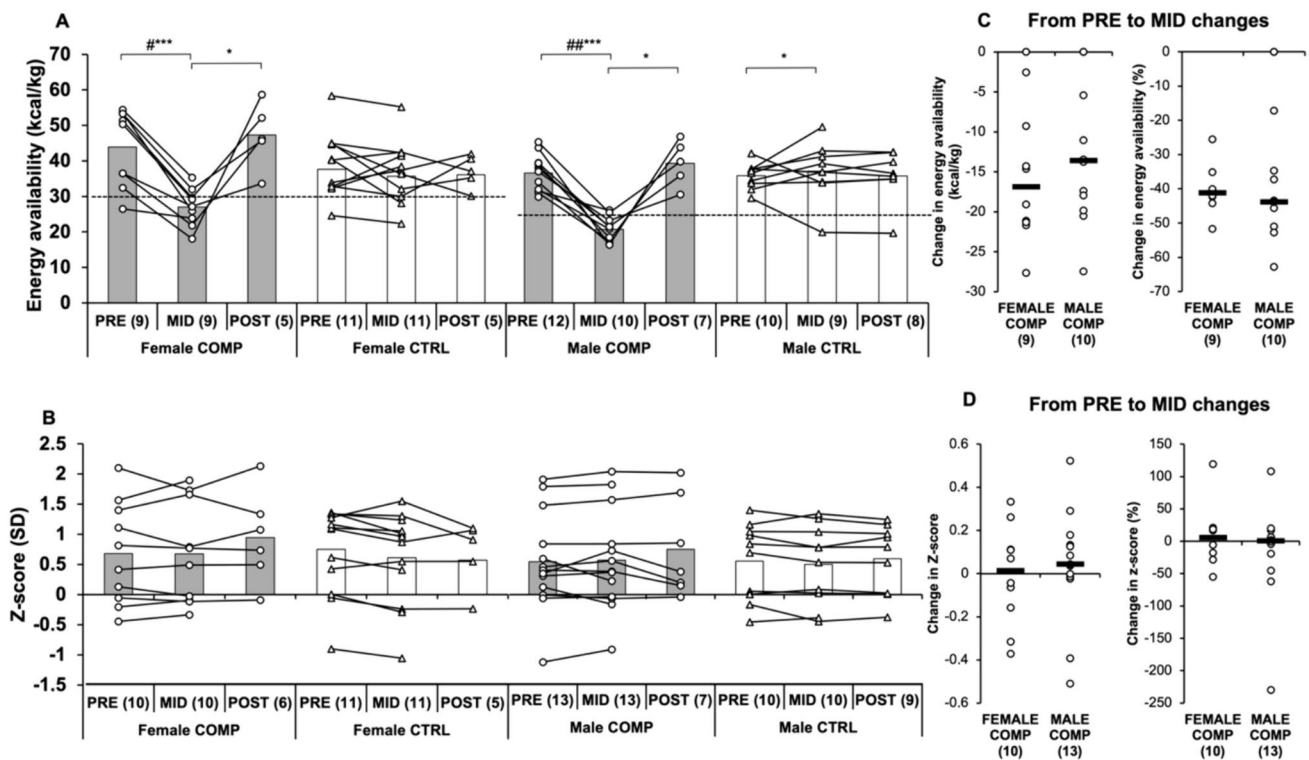 A
Energy availability (kcal/kg)
70
60
50
40
30
20
10
0
#***
*
##***
*
*
PRE (9) MID (9) POST (5) PRE (11) MID (11) POST (5) PRE (12) MID (10) POST (7) PRE (10) MID (9) POST (8)
Female COMP Female CTRL Male COMP Male CTRL
C From PRE to MID changes
Change in energy availability
(kcal/kg)
0
-5
-10
-15
-20
-25
-30
FEMALE MALE
COMP COMP
(9) (10)
Change in energy availability (%)
0
-10
-20
-30
-40
-50
-60
-70
FEMALE MALE
COMP COMP
(9) (10)
B
Z-score (SD)
2.5
2
1.5
1
0.5
0
-0.5
-1
-1.5
PRE (10) MID (10) POST (6) PRE (11) MID (11) POST (5) PRE (13) MID (13) POST (7) PRE (10) MID (10) POST (9)
Female COMP Female CTRL Male COMP Male CTRL
D From PRE to MID changes
Change in Z-score
0.6
0.4
0.2
0
-0.2
-0.4
-0.6
FEMALE MALE
COMP COMP
(10) (13)
Change in z-score (%)
150
100
50
0
-50
-100
-150
-200
-250
FEMALE MALE
COMP COMP
(10) (13)